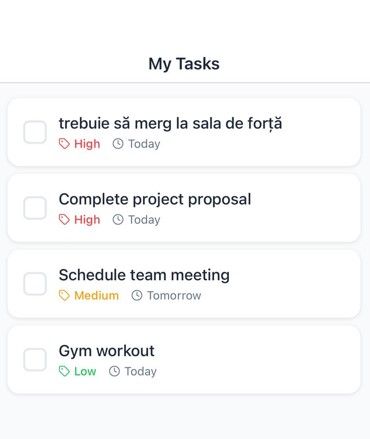 My Tasks
trebuie să merg la sala de forță
High Today
Complete project proposal
High Today
Schedule team meeting
Medium Tomorrow
Gym workout
Low Today